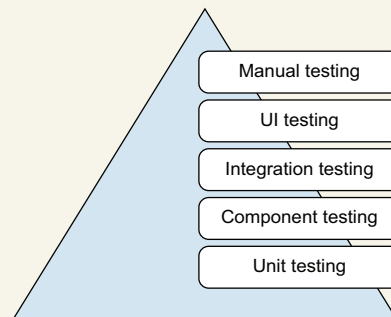 Manual testing
UI testing
Integration testing
Component testing
Unit testing